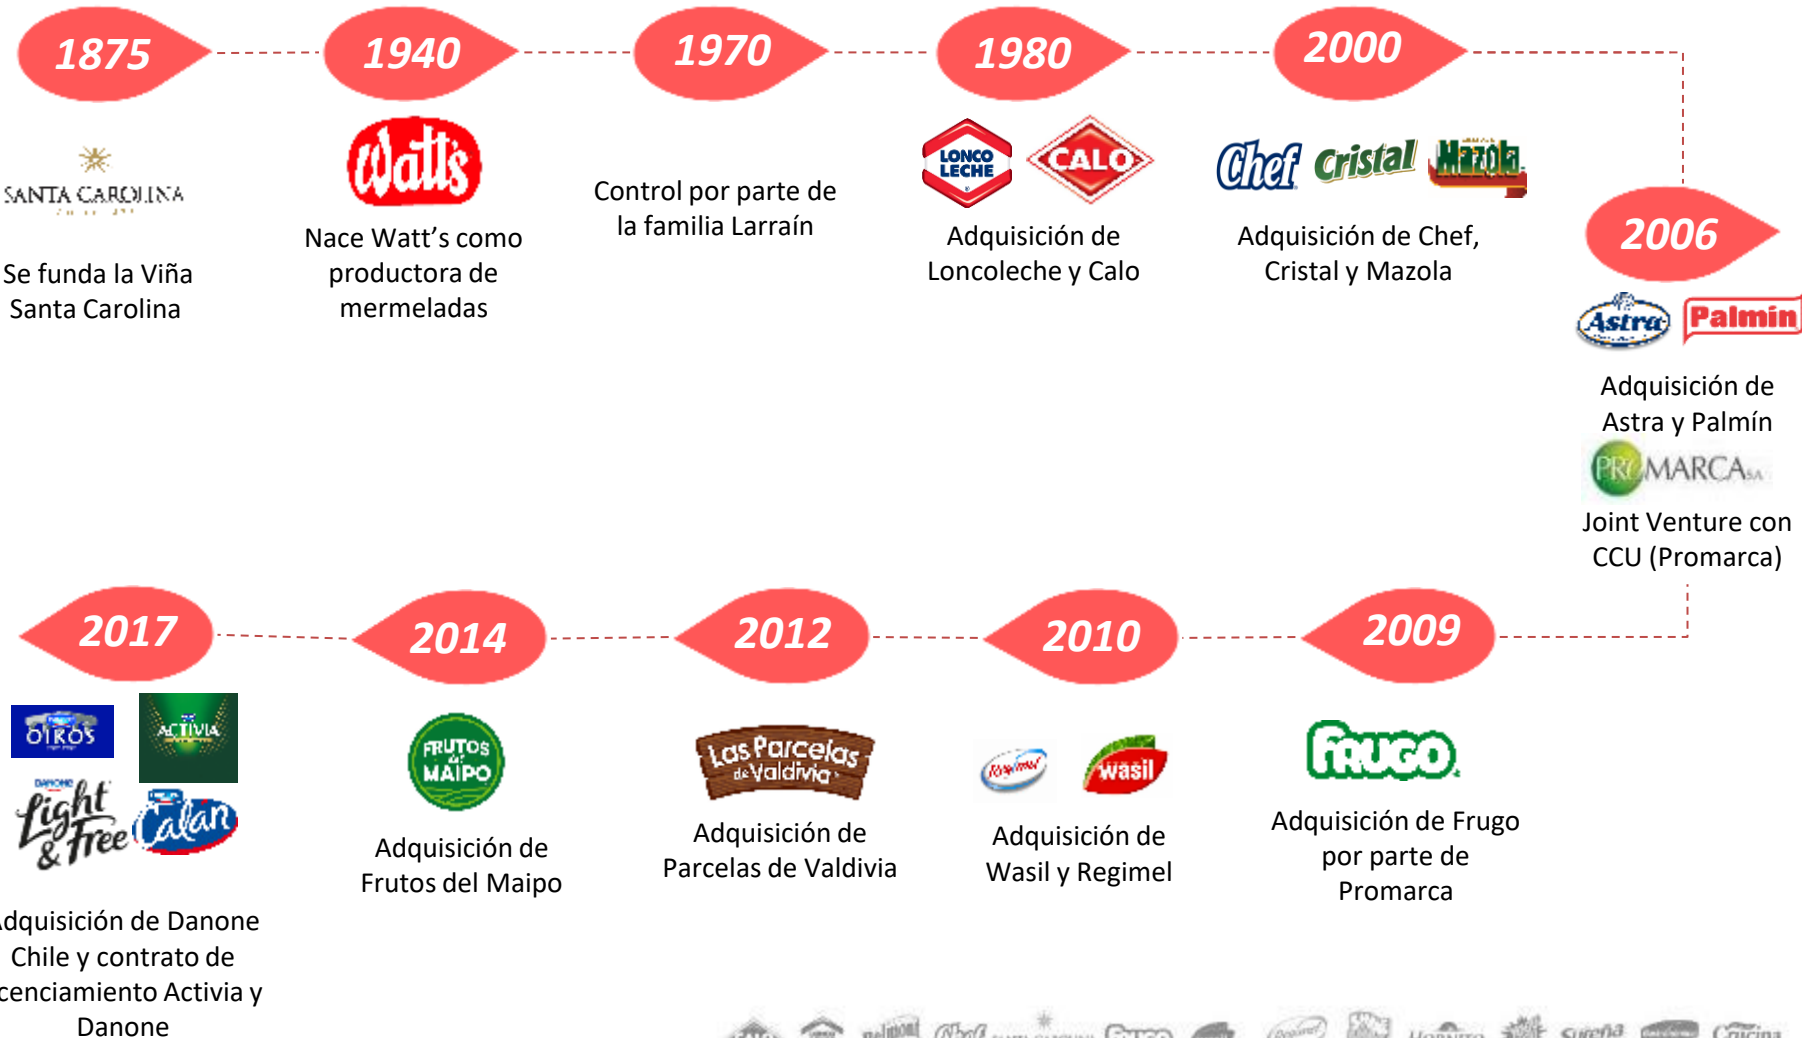 1875
SANTA CAROLINA
Se funda la Viña
Santa Carolina
1940
Watt's
Nace Watt’s como
productora de
mermeladas
1970
Control por parte de
la familia Larraín
1980
LONCO
LECHE
CALO
Adquisición de
Loncoleche y Calo
2000
Chef
Cristal
Mazola
Adquisición de Chef,
Cristal y Mazola
2006
Astra
Palmin
Adquisición de
Astra y Palmín
PROMARCA SA
Joint Venture con
CCU (Promarca)
2009
FRUGO
Adquisición de Frugo
por parte de
Promarca
2010
Regimel
wasil
Adquisición de
Wasil y Regimel
2012
Las Parcelas
de Valdivia
Adquisición de
Parcelas de Valdivia
2014
FRUTOS
del
MAIPO
Adquisición de
Frutos del Maipo
2017
OIKOS
ACTIVIA
DANONE
Light
& Free
Calán
Adquisición de Danone
Chile y contrato de
cenciamiento Activia y
Danone